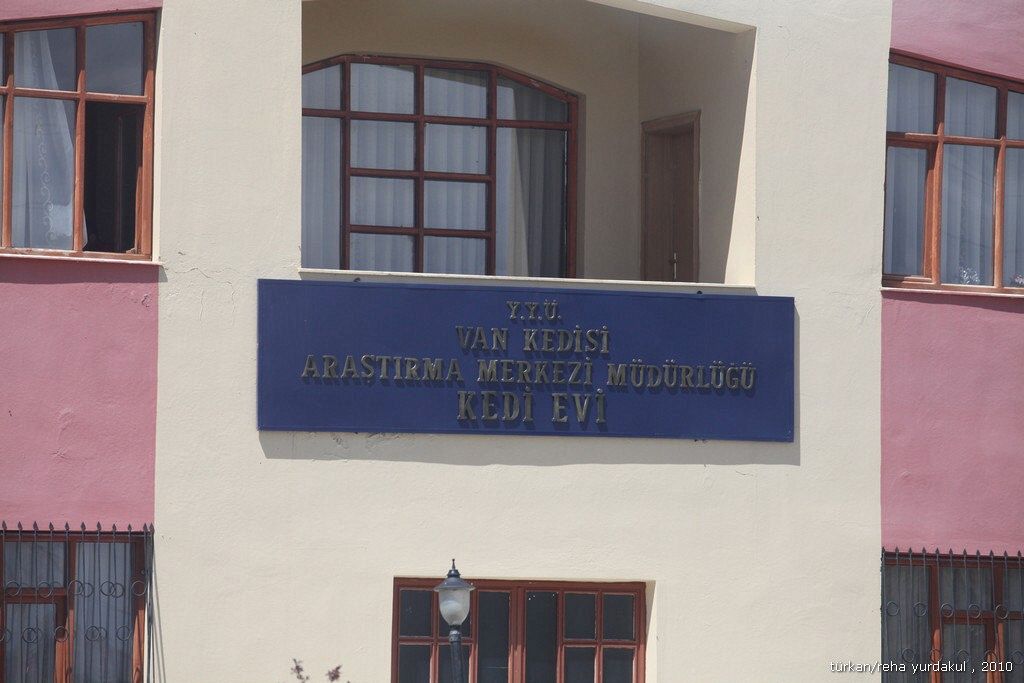 Y.Y.Ü.
VAN KEDİSİ
ARAŞTIRMA MERKEZİ MÜDÜRLÜĞÜ
KEDİ EVİ
türkan/reha yurdakul , 2010